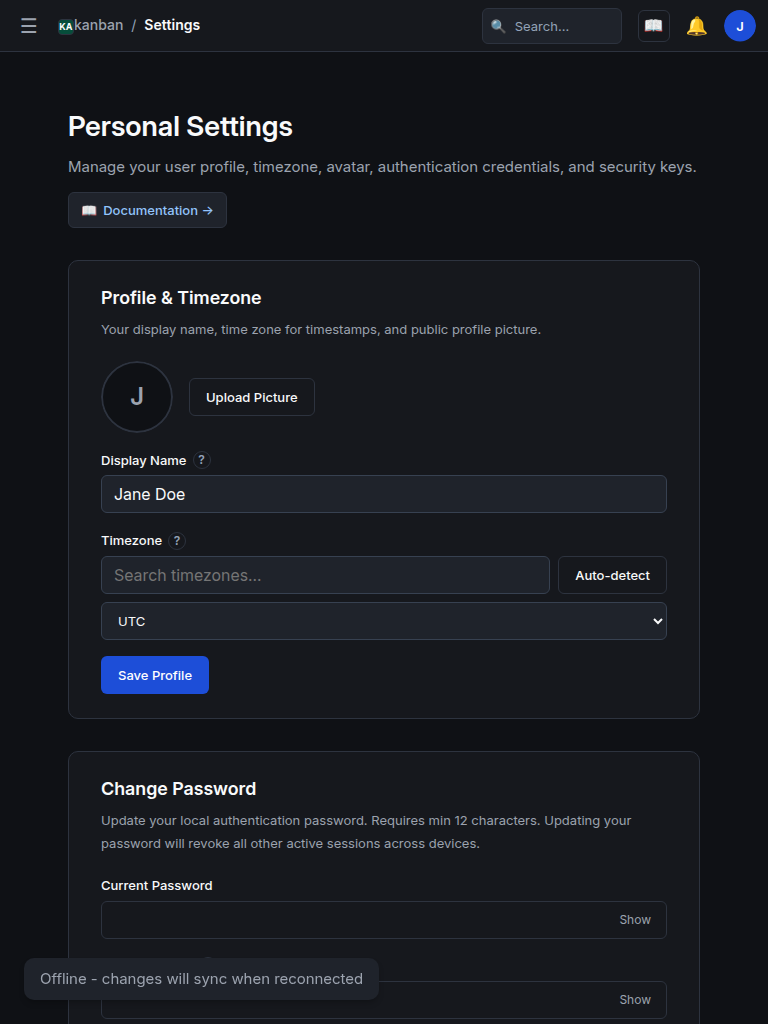 ☰ KA kanban / Settings
Search...
J
Personal Settings
Manage your user profile, timezone, avatar, authentication credentials, and security keys.
Documentation →
Profile & Timezone
Your display name, time zone for timestamps, and public profile picture.
J
Upload Picture
Display Name ?
Jane Doe
Timezone ?
Search timezones...
Auto-detect
UTC
Save Profile
Change Password
Update your local authentication password. Requires min 12 characters. Updating your
password will revoke all other active sessions across devices.
Current Password
Show
Offline - changes will sync when reconnected
Show